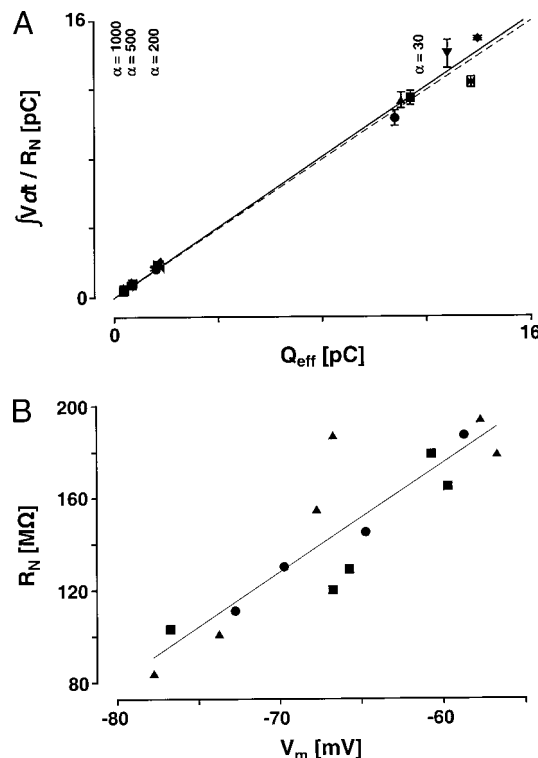 A
16
α = 1000
α = 500
α = 200
α = 30
∫Vdt / R_N [pC]
0
0
16
Q_eff [pC]
B
200
160
120
80
R_N [MΩ]
-80
-70
-60
V_m [mV]